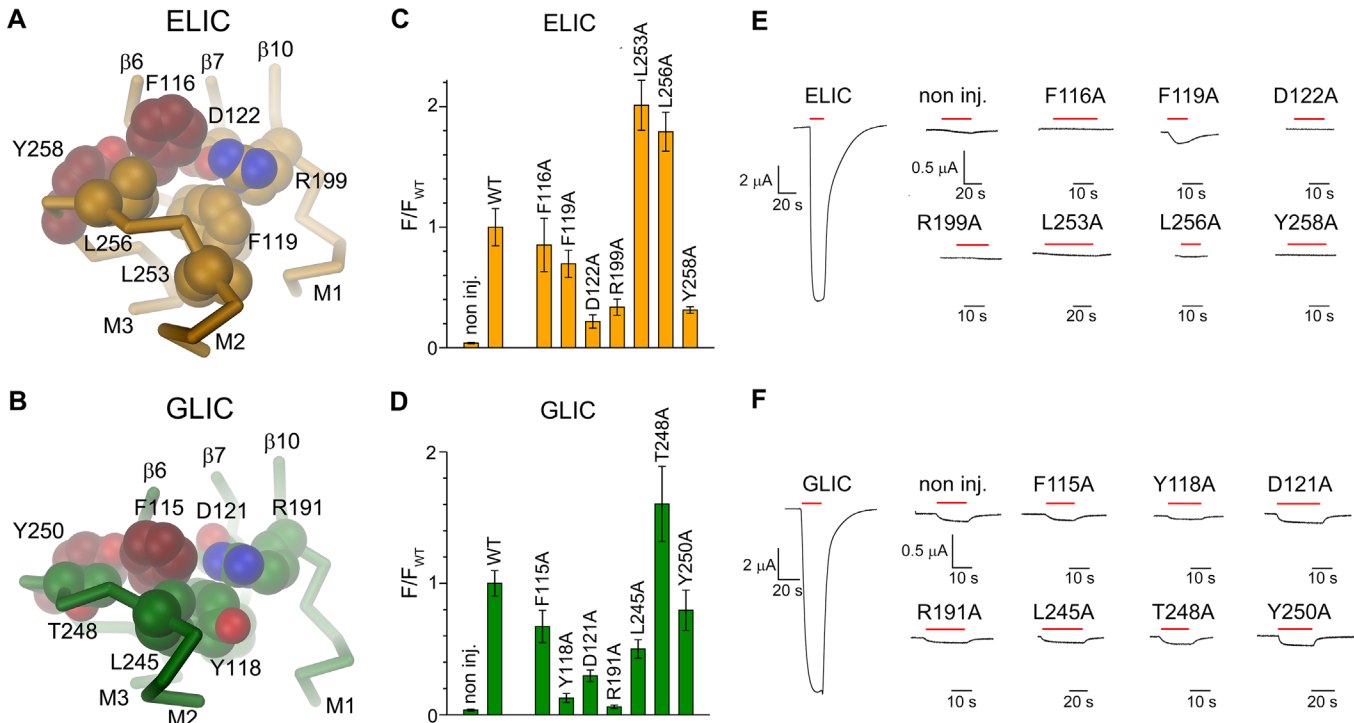 A
ELIC
β6
β7
β10
F116
D122
Y258
R199
L256
F119
L253
M1
M3
M2
B
GLIC
β10
β7
β6
F115
D121
R191
Y250
T248
L245
Y118
M3
M2
M1
C
ELIC
F/FWT
2
1
0
non inj.
WT
F116A
F119A
D122A
R199A
L253A
L256A
Y258A
D
GLIC
F/FWT
2
1
0
non inj.
WT
F115A
Y118A
D121A
R191A
L245A
T248A
Y250A
E
ELIC
non inj.
F116A
F119A
D122A
2 μA
20 s
0.5 μA
20 s
10 s
10 s
10 s
R199A
L253A
L256A
Y258A
10 s
20 s
10 s
10 s
F
GLIC
non inj.
F115A
Y118A
D121A
2 μA
20 s
0.5 μA
10 s
10 s
10 s
10 s
R191A
L245A
T248A
Y250A
10 s
20 s
10 s
20 s